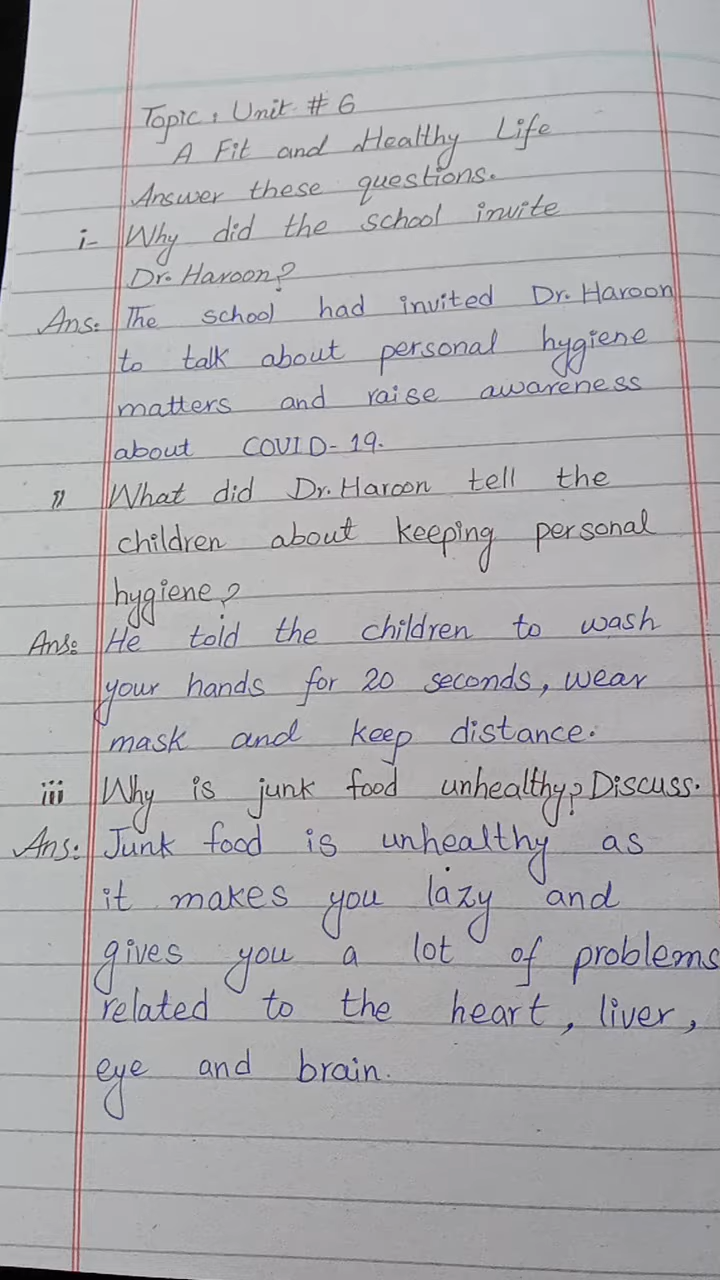 Topic: Unit # 6
A Fit and Healthy Life
Answer these questions.
i- Why did the school invite
Dr. Haroon?
Ans: The school had invited Dr. Haroon
to talk about personal hygiene
matters and raise awareness
about COVID-19.
ii What did Dr. Haroon tell the
children about keeping personal
hygiene?
Ans: He told the children to wash
your hands for 20 seconds, wear
mask and keep distance.
iii Why is junk food unhealthy? Discuss.
Ans: Junk food is unhealthy as
it makes you lazy and
gives you a lot of problems
related to the heart, liver,
eye and brain.